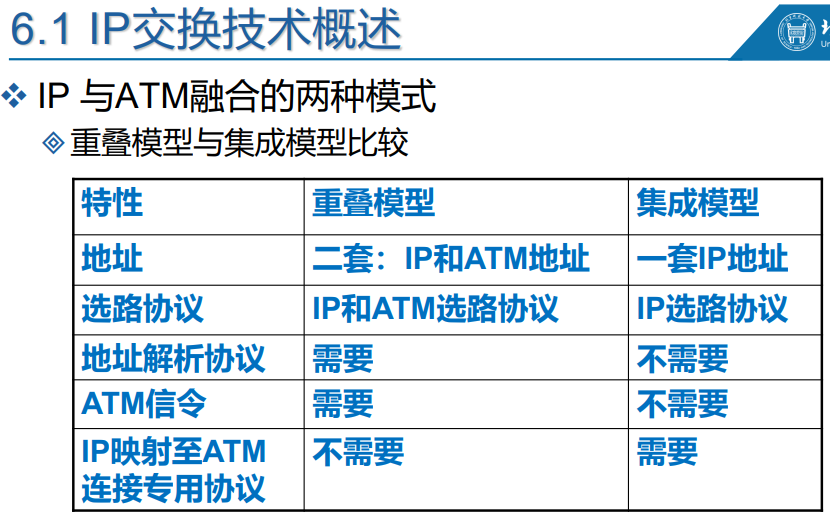 6.1 IP交换技术概述
IP 与ATM融合的两种模式
重叠模型与集成模型比较
特性 重叠模型 集成模型
地址 二套：IP和ATM地址 一套IP地址
选路协议 IP和ATM选路协议 IP选路协议
地址解析协议 需要 不需要
ATM信令 需要 不需要
IP映射至ATM 不需要 需要
连接专用协议